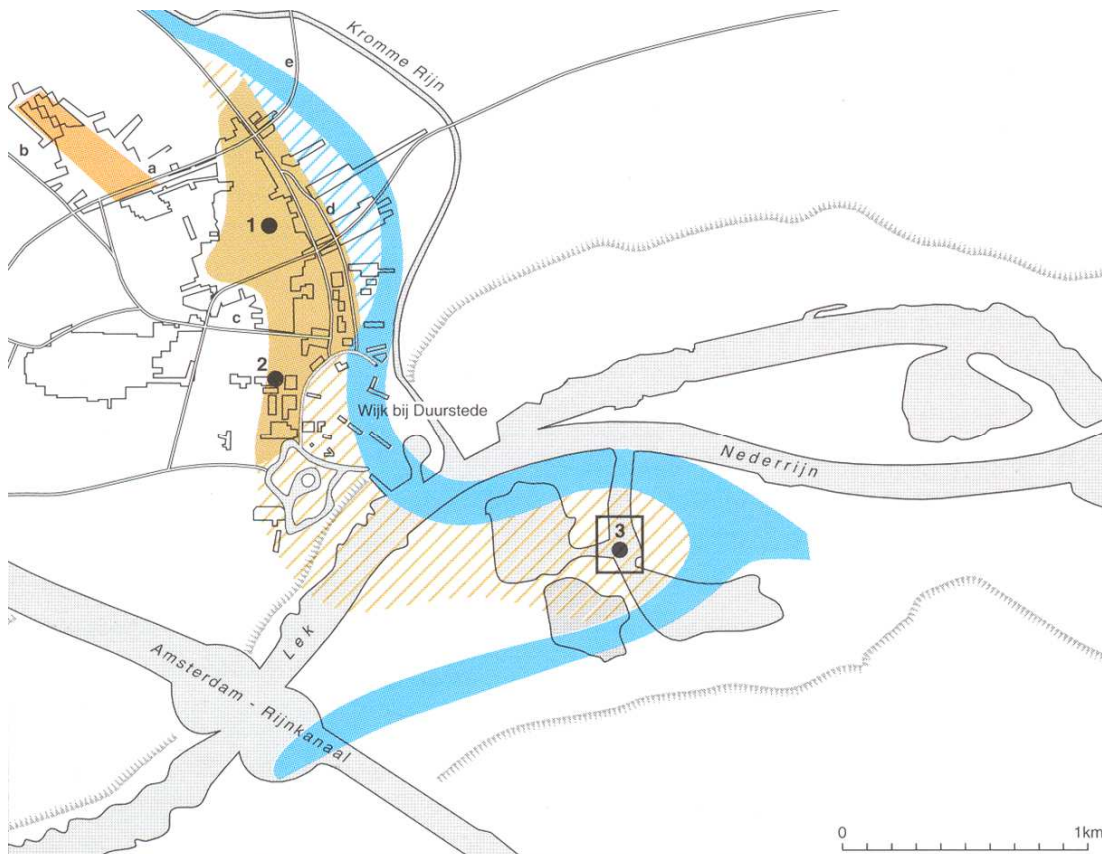 Kromme Rijn
e
b
a
1
d
c
2
Wijk bij Duurstede
Nederrijn
3
Lek
Amsterdam - Rijnkanaal
0 1km